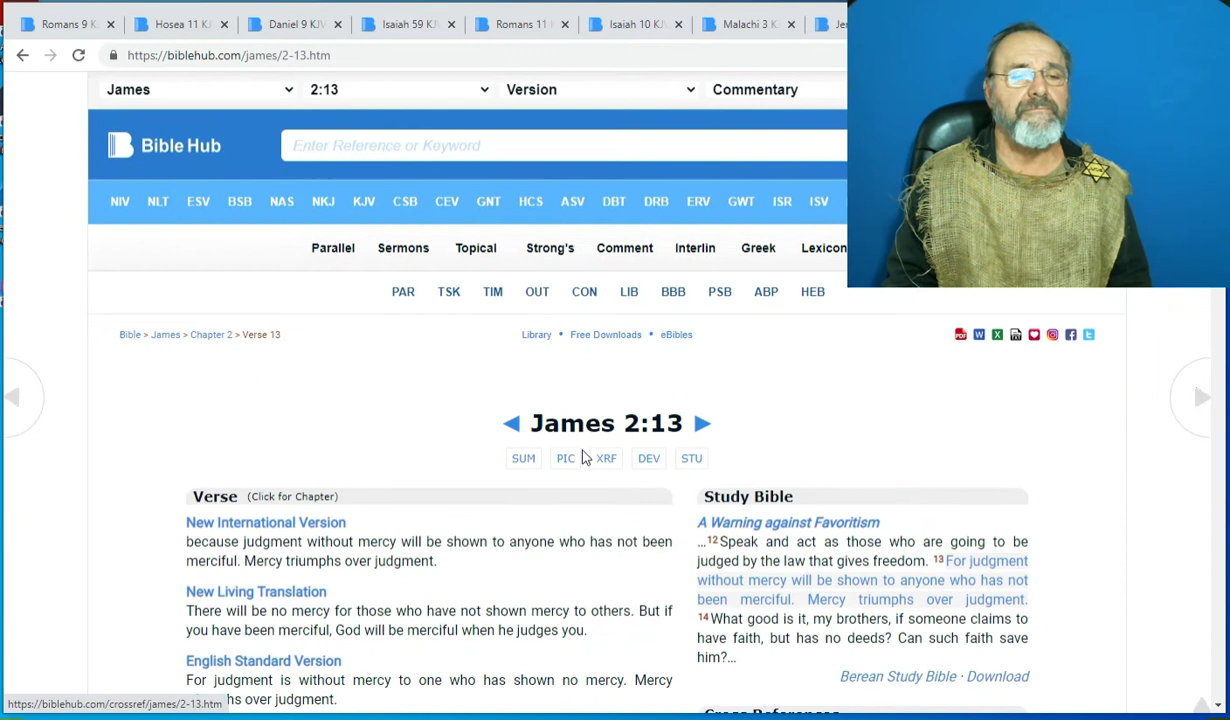 Romans 9 K
Hosea 11 KJ
Daniel 9 KJV
Isaiah 59 KJV
Romans 11 K
Isaiah 10 KJV
Malachi 3 KJ
Jer
https://biblehub.com/james/2-13.htm
James 2:13 Version Commentary
Bible Hub Enter Reference or Keyword
NIV NLT ESV BSB NAS NKJ KJV CSB CEV GNT HCS ASV DBT DRB ERV GWT ISR ISV
Parallel Sermons Topical Strong's Comment Interlin Greek Lexicon
PAR TSK TIM OUT CON LIB BBB PSB ABP HEB
Bible > James > Chapter 2 > Verse 13
Library • Free Downloads • eBibles
James 2:13
SUM PIC XRF DEV STU
Verse (Click for Chapter)
New International Version
because judgment without mercy will be shown to anyone who has not been
merciful. Mercy triumphs over judgment.
New Living Translation
There will be no mercy for those who have not shown mercy to others. But if
you have been merciful, God will be merciful when he judges you.
English Standard Version
For judgment is without mercy to one who has shown no mercy. Mercy
hs over judgment.
Study Bible
A Warning against Favoritism
…12Speak and act as those who are going to be
judged by the law that gives freedom. 13For judgment
without mercy will be shown to anyone who has not
been merciful. Mercy triumphs over judgment.
14What good is it, my brothers, if someone claims to
have faith, but has no deeds? Can such faith save
him?…
Berean Study Bible · Download
Cross References
https://biblehub.com/crossref/james/2-13.htm